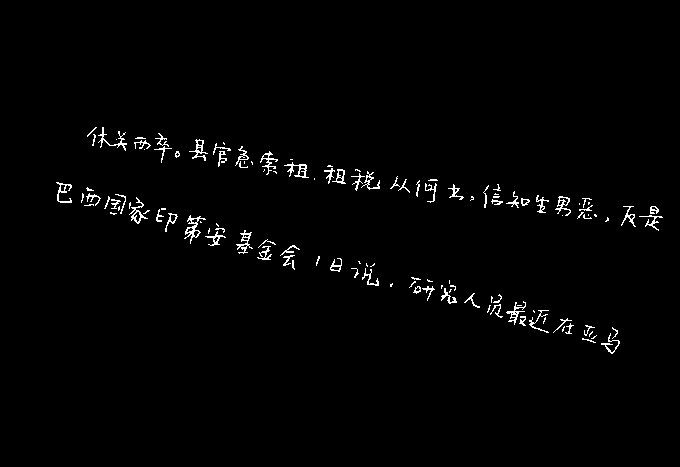 休关西卒。县官急索租，租税从何出。信知生男恶，反是
巴西国家印第安基金会1日说，研究人员最近在亚马